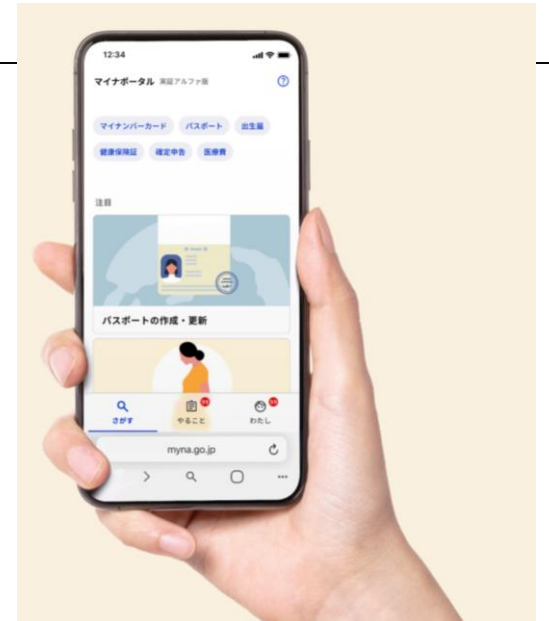 12:34
マイナポータル 実証アルファ版
マイナンバーカード パスポート 出生届
健康保険証 確定申告 医療費
注目
パスポートの作成・更新
さがす やること わたし
myna.go.jp